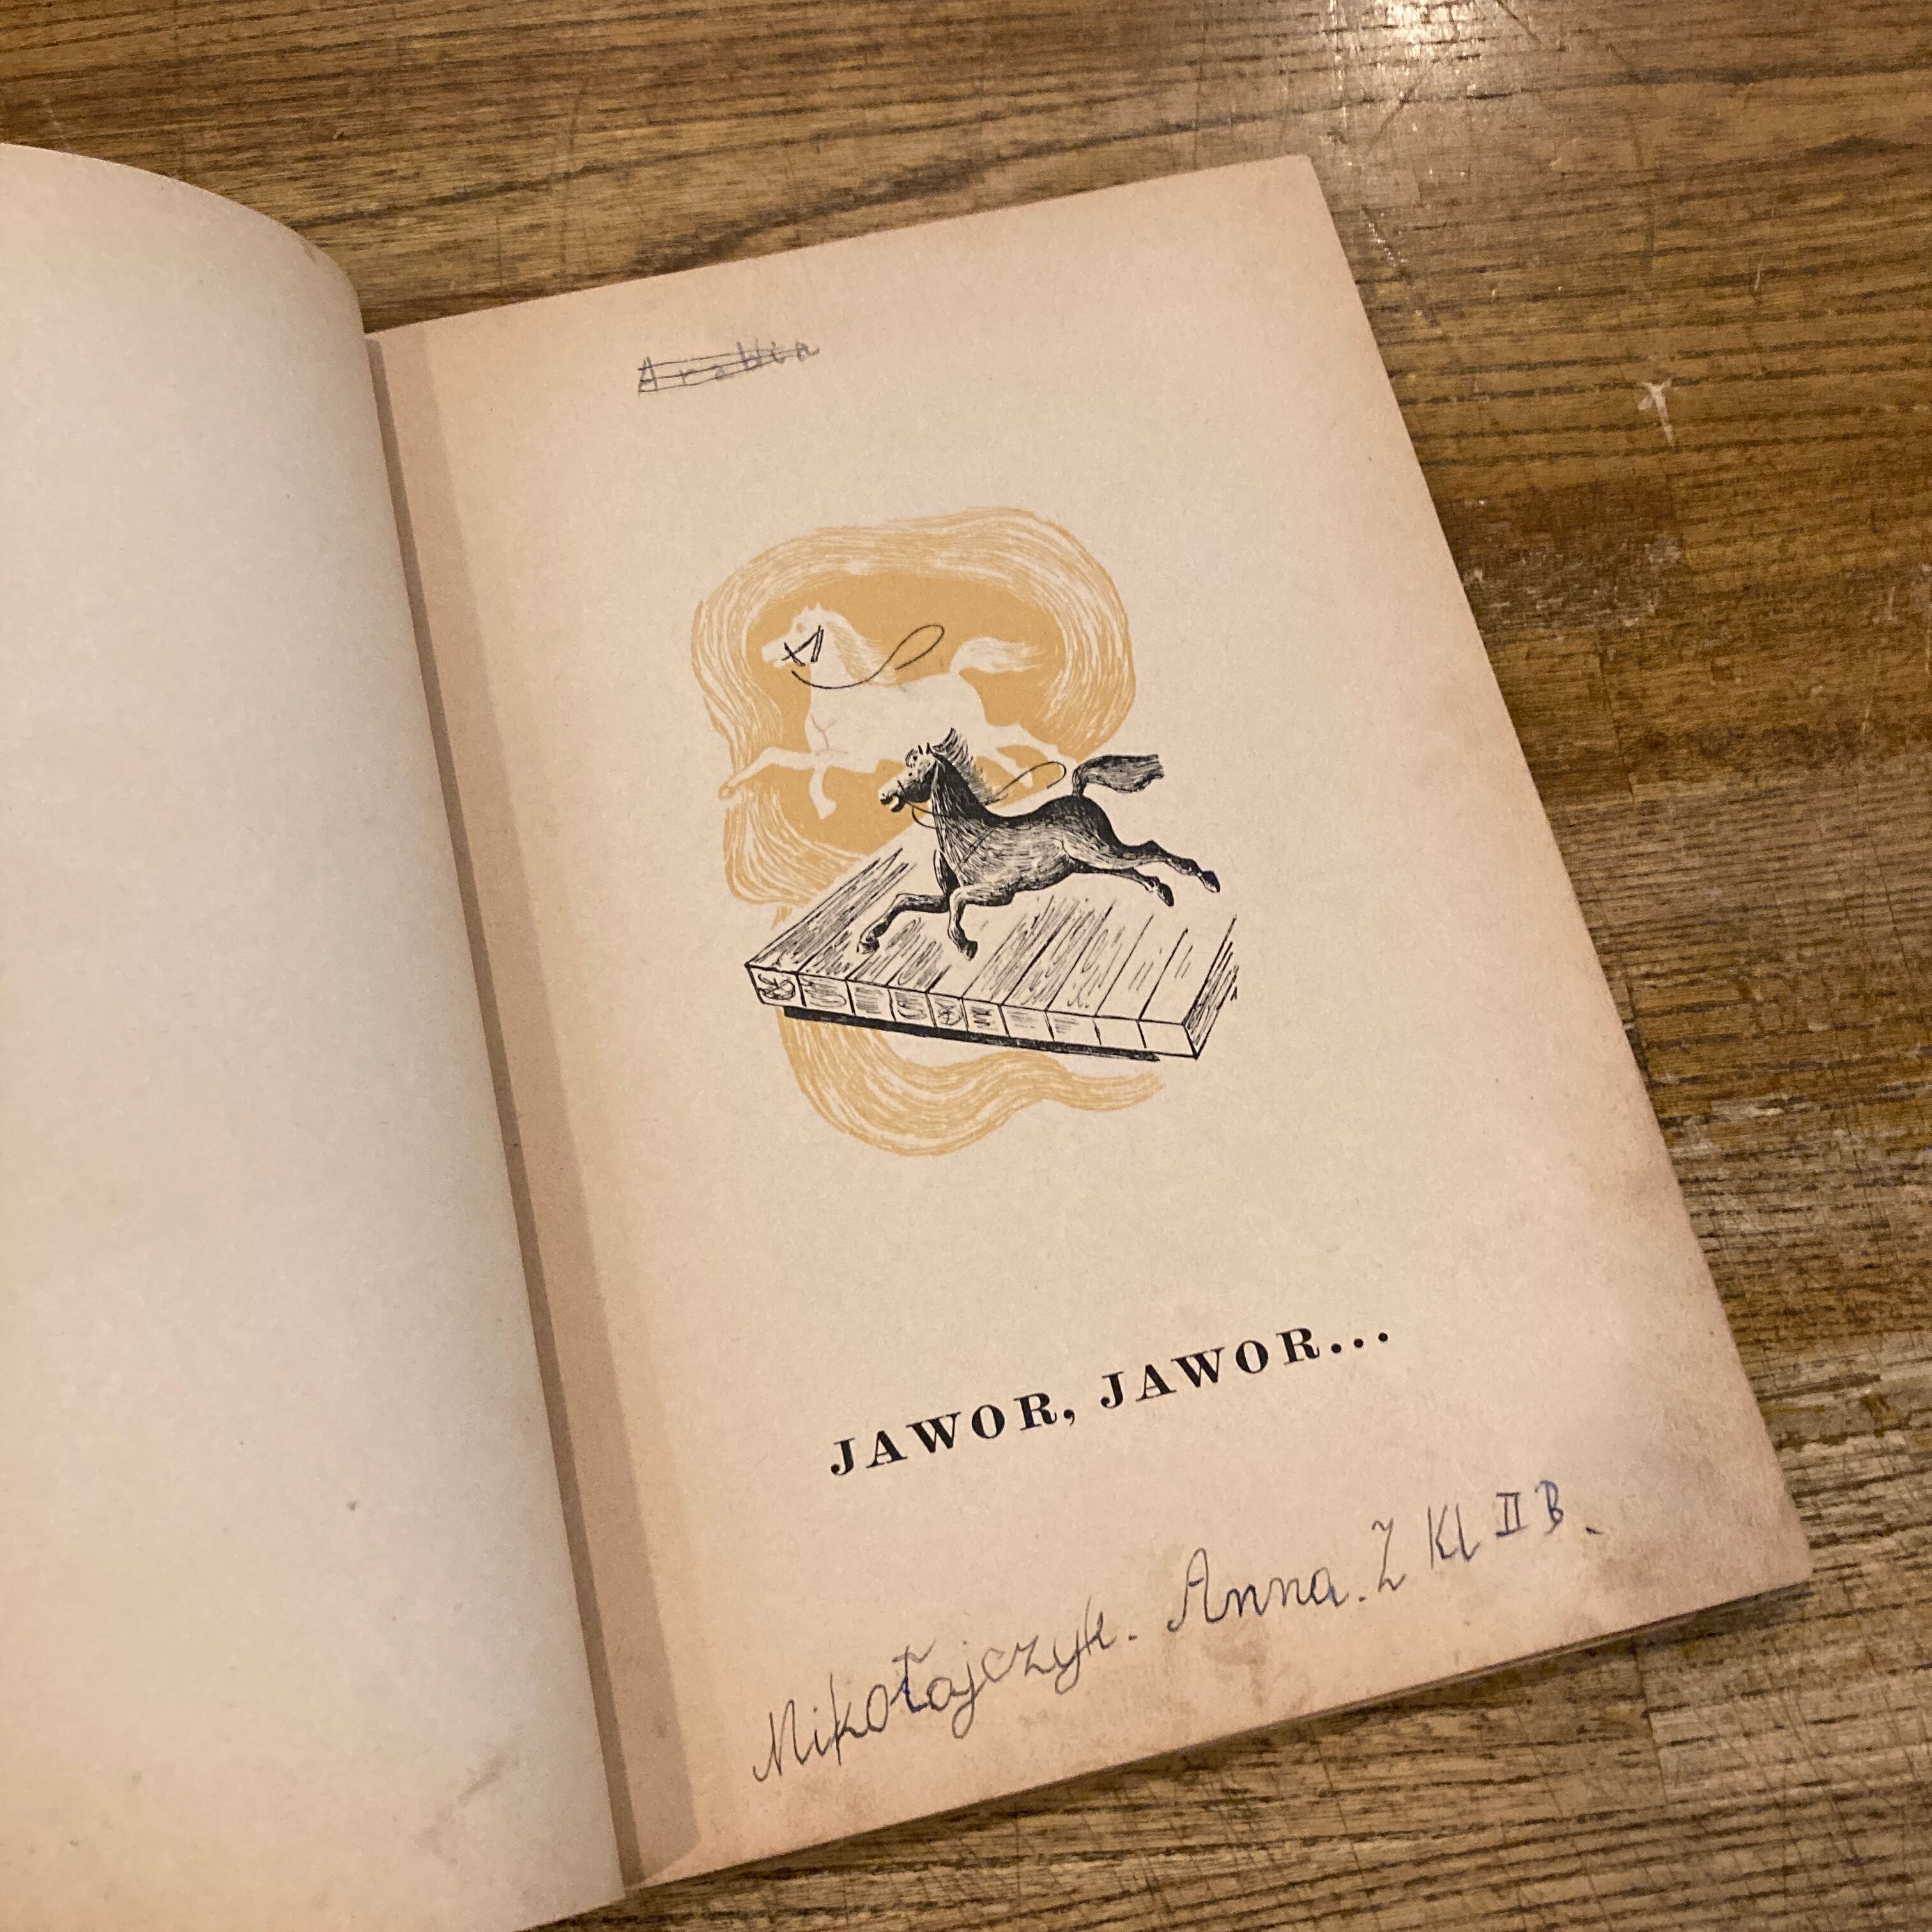 JAWOR, JAWOR...
Mikołajczyk. Anna. Z Kl II B.